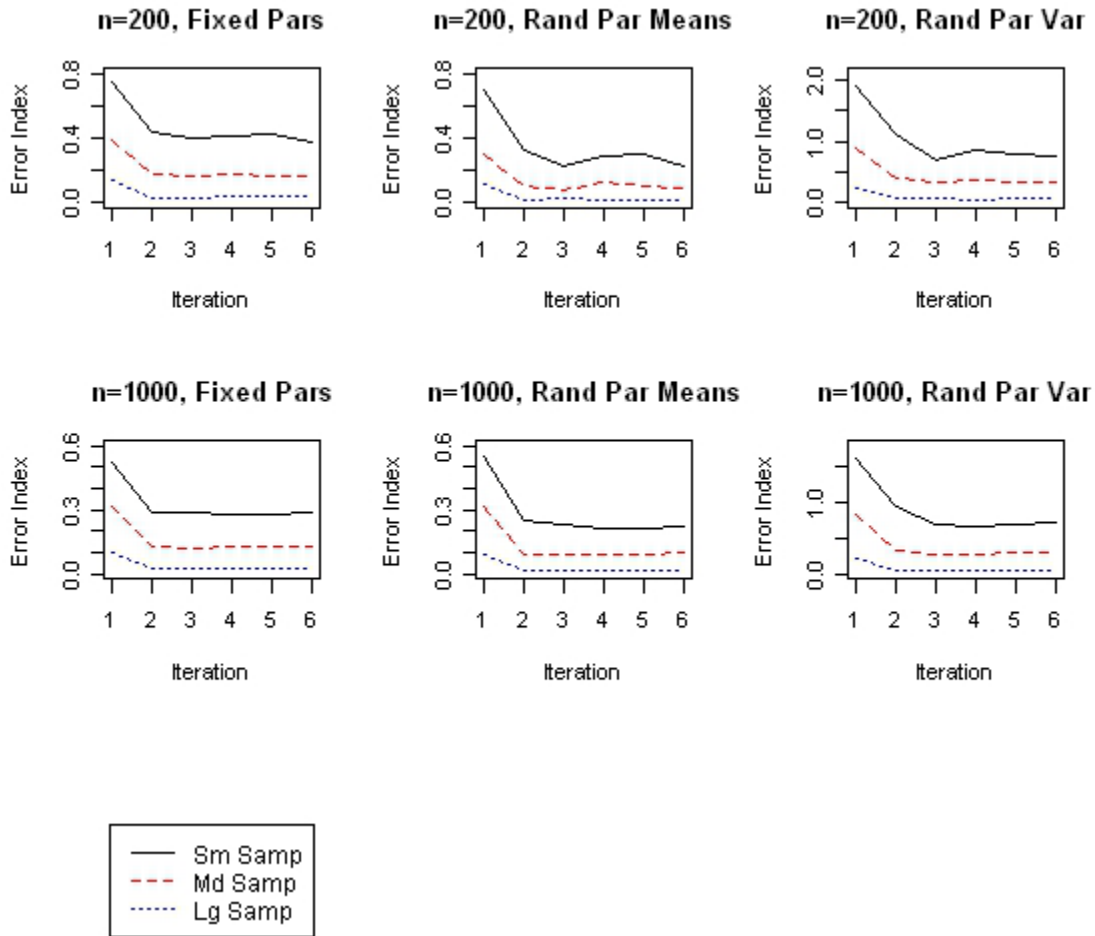 n=200, Fixed Pars
n=200, Rand Par Means
n=200, Rand Par Var
Error Index
0.0 0.4 0.8
1 2 3 4 5 6
Iteration
Error Index
0.0 0.4 0.8
1 2 3 4 5 6
Iteration
Error Index
0.0 1.0 2.0
1 2 3 4 5 6
Iteration
n=1000, Fixed Pars
n=1000, Rand Par Means
n=1000, Rand Par Var
Error Index
0.0 0.3 0.6
1 2 3 4 5 6
Iteration
Error Index
0.0 0.3 0.6
1 2 3 4 5 6
Iteration
Error Index
0.0 1.0
1 2 3 4 5 6
Iteration
Sm Samp
Md Samp
Lg Samp